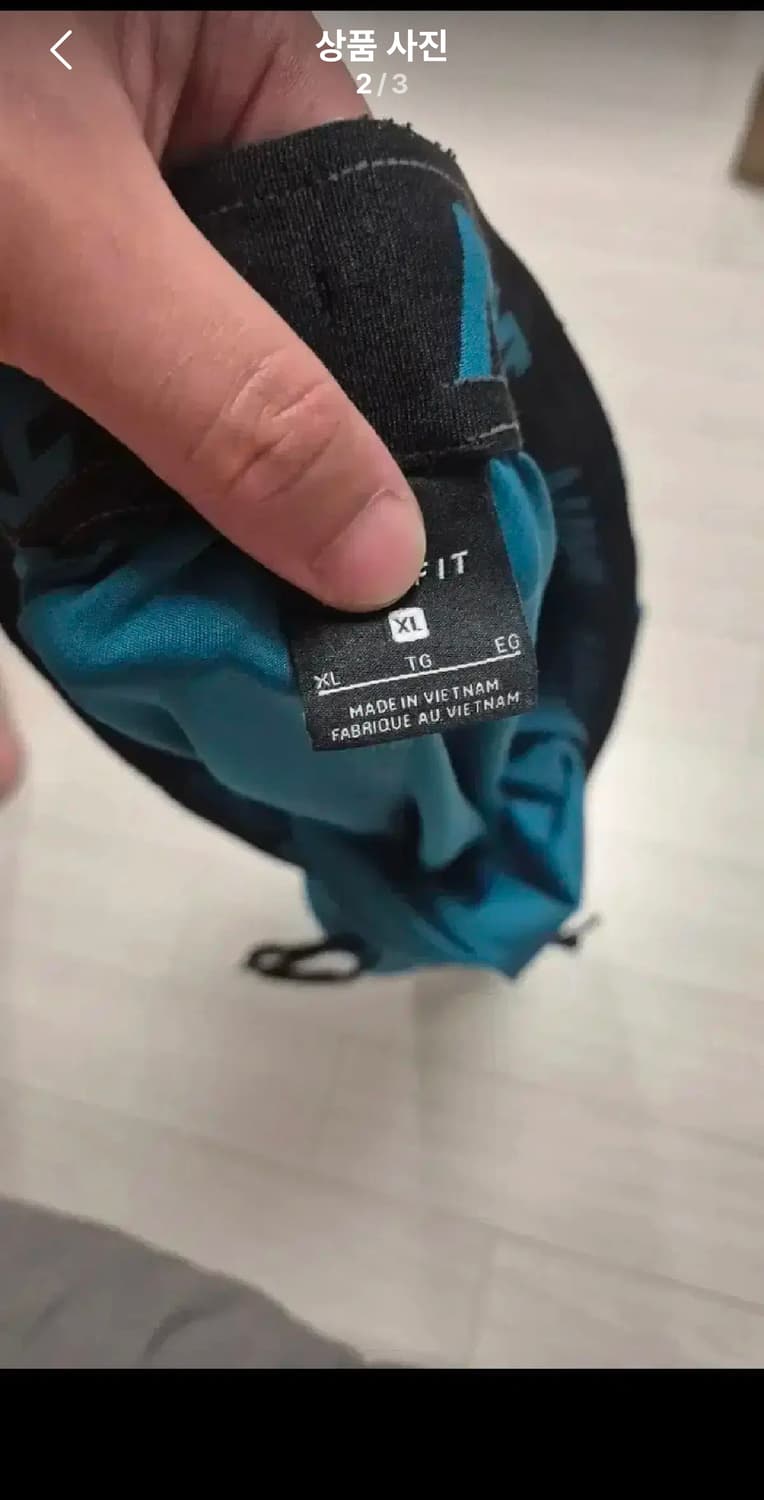 상품 사진
2 / 3
FIT
XL
XL TG EG
MADE IN VIETNAM
FABRIQUE AU VIETNAM